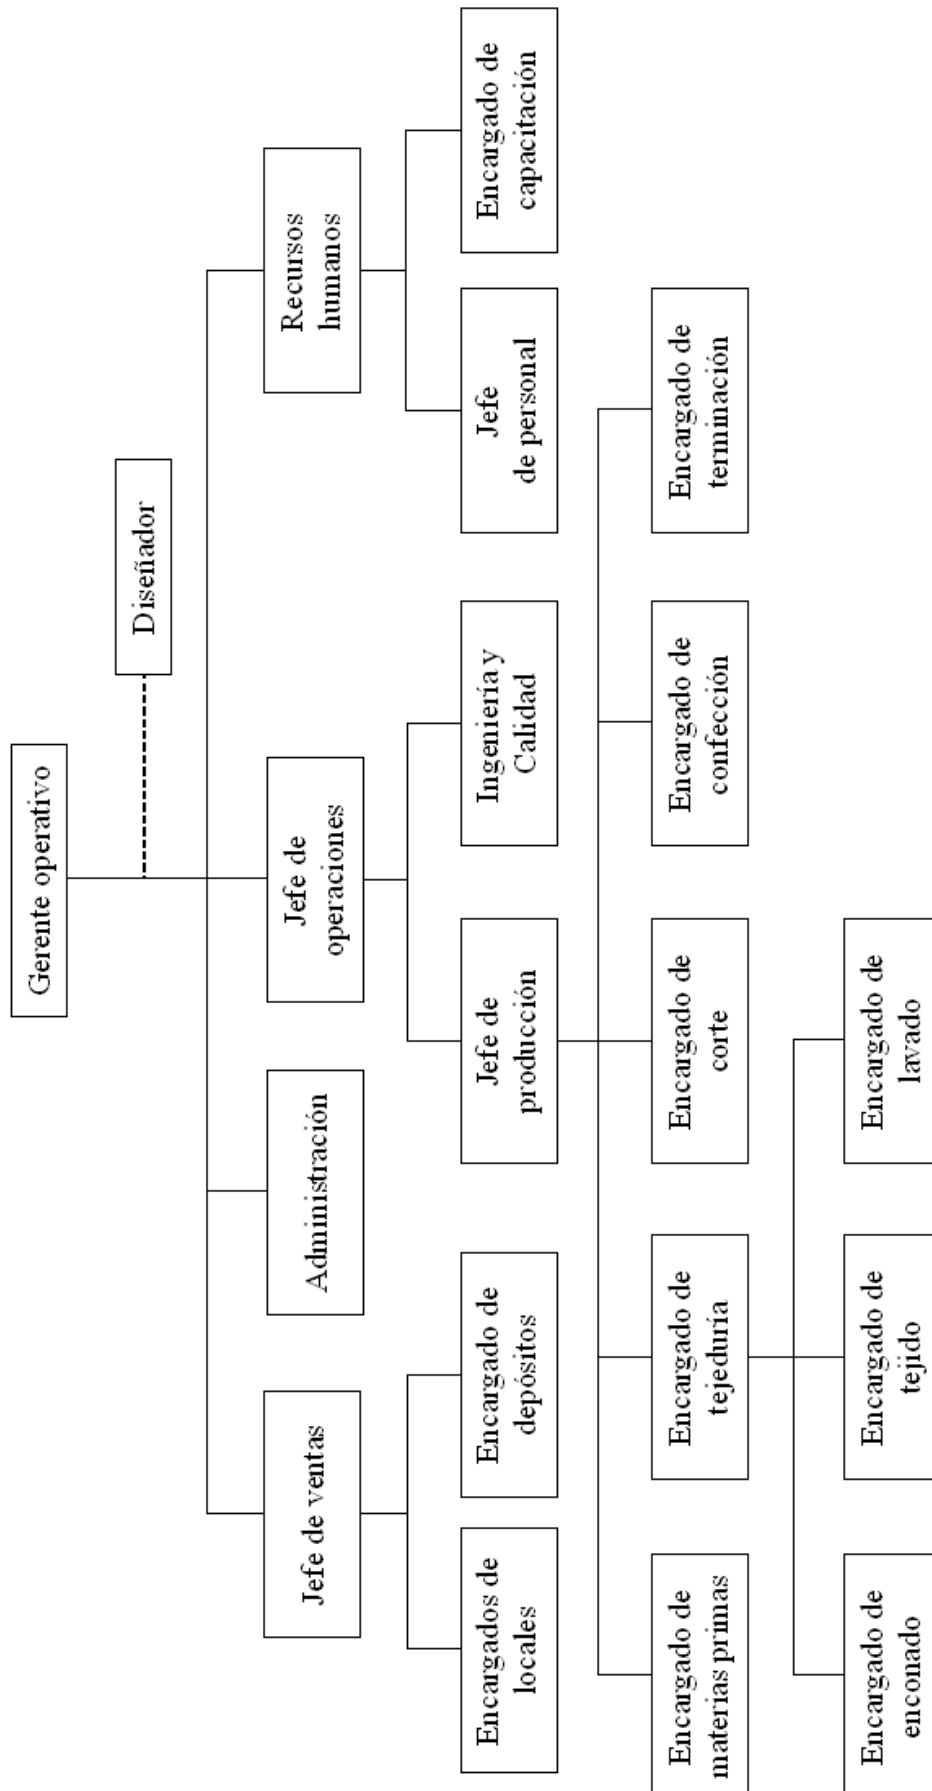 Gerente operativo
Diseñador
Jefe de ventas
Administración
Jefe de
operaciones
Recursos
humanos
Encargados de
locales
Encargado de
depósitos
Jefe de
producción
Ingeniería y
Calidad
Jefe
de personal
Encargado de
capacitación
Encargado de
materias primas
Encargado de
tejeduría
Encargado de
corte
Encargado de
confección
Encargado de
terminación
Encargado de
enconado
Encargado de
tejido
Encargado de
lavado